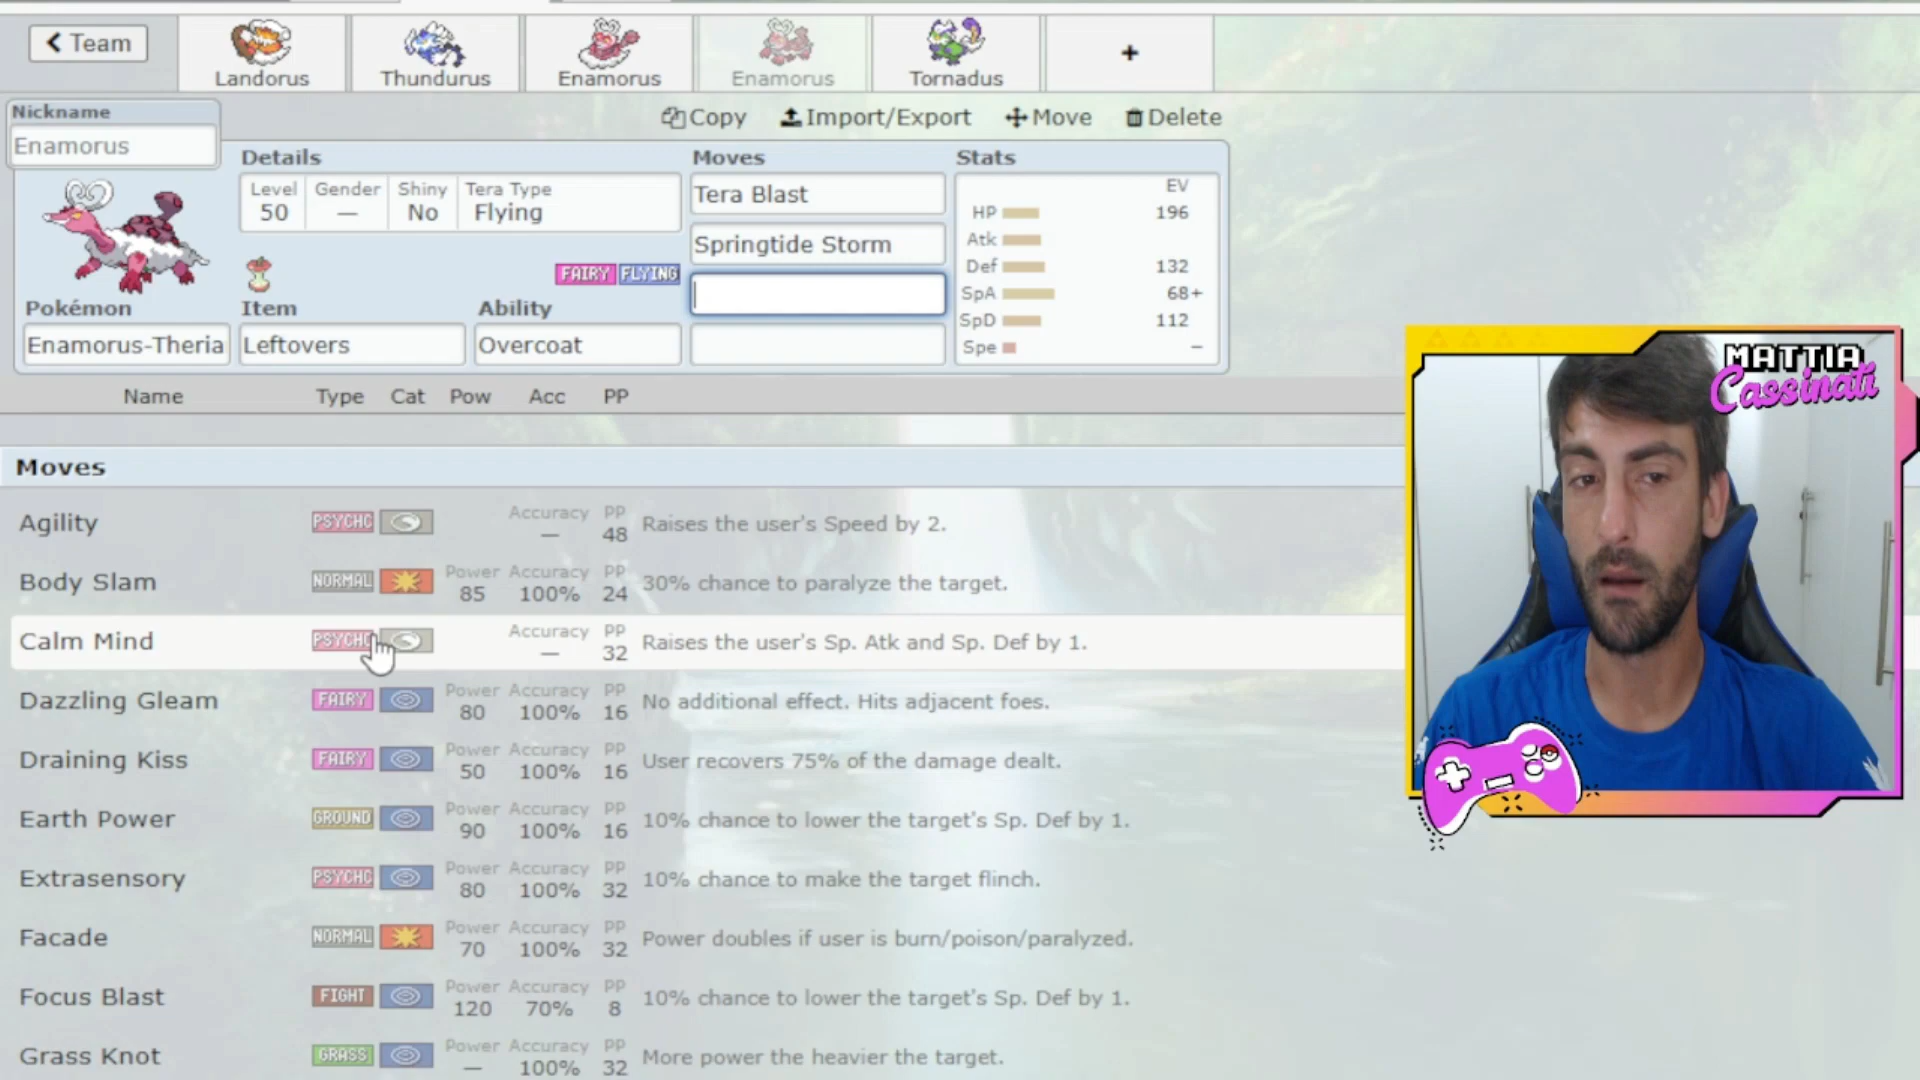 Team
Landorus
Thundurus
Enamorus
Enamorus
Tornadus
+
Nickname
Enamorus
Copy
Import/Export
Move
Delete
Details
Moves
Stats
Level
50
Gender
—
Shiny
No
Tera Type
Flying
Tera Blast
Springtide Storm
EV
HP 196
Atk
Def 132
SpA 68+
SpD 112
Spe –
FAIRY FLYING
Pokémon
Item
Ability
Enamorus-Theria
Leftovers
Overcoat
Name Type Cat Pow Acc PP
Moves
Agility PSYCHC Accuracy — PP 48 Raises the user's Speed by 2.
Body Slam NORMAL Power 85 Accuracy 100% PP 24 30% chance to paralyze the target.
Calm Mind PSYCHC Accuracy — PP 32 Raises the user's Sp. Atk and Sp. Def by 1.
Dazzling Gleam FAIRY Power 80 Accuracy 100% PP 16 No additional effect. Hits adjacent foes.
Draining Kiss FAIRY Power 50 Accuracy 100% PP 16 User recovers 75% of the damage dealt.
Earth Power GROUND Power 90 Accuracy 100% PP 16 10% chance to lower the target's Sp. Def by 1.
Extrasensory PSYCHC Power 80 Accuracy 100% PP 32 10% chance to make the target flinch.
Facade NORMAL Power 70 Accuracy 100% PP 32 Power doubles if user is burn/poison/paralyzed.
Focus Blast FIGHT Power 120 Accuracy 70% PP 8 10% chance to lower the target's Sp. Def by 1.
Grass Knot GRASS Power — Accuracy 100% PP 32 More power the heavier the target.
MATTIA
Cassinati